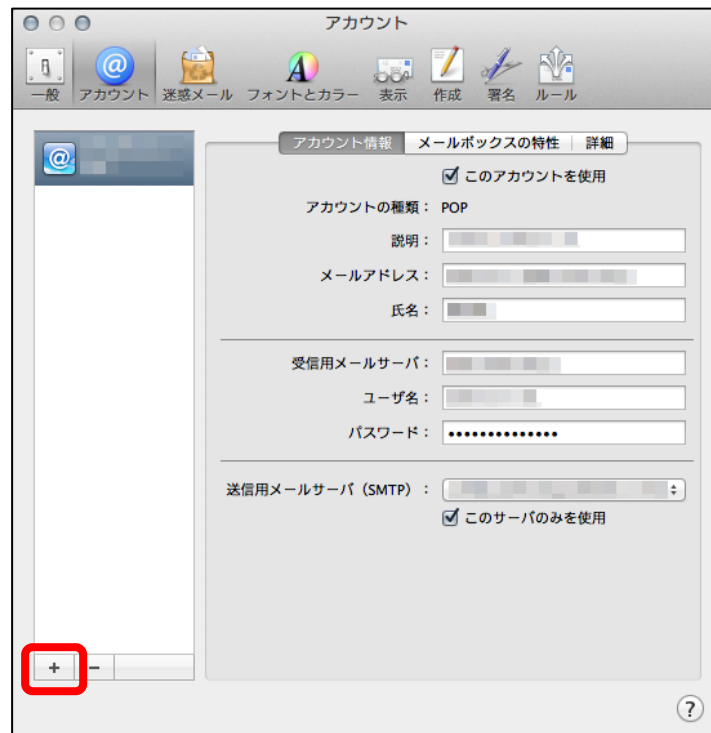 アカウント
一般 アカウント 迷惑メール フォントとカラー 表示 作成 署名 ルール
アカウント情報 メールボックスの特性 詳細
このアカウントを使用
アカウントの種類： POP
説明：
メールアドレス：
氏名：
受信用メールサーバ：
ユーザ名：
パスワード： ••••••••••••••
送信用メールサーバ（SMTP）：
このサーバのみを使用
+ −
?